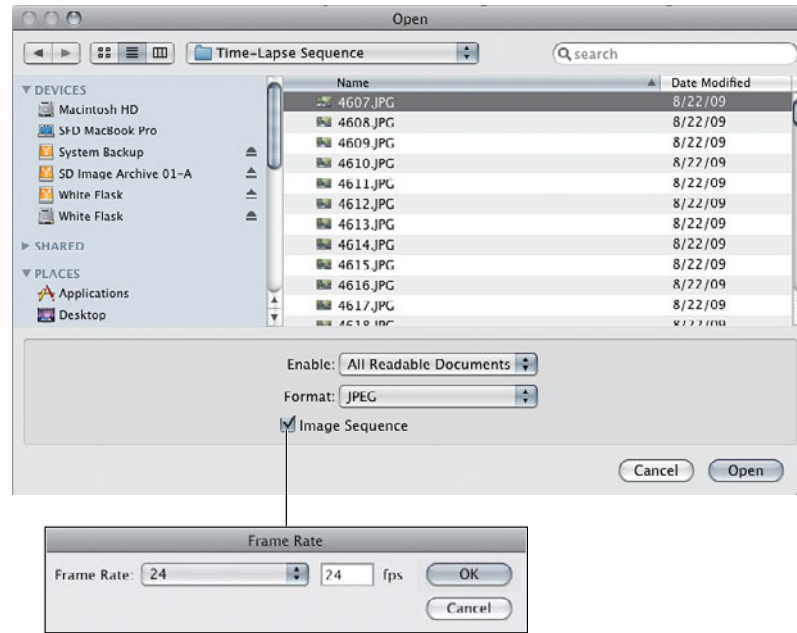 Open
Time-Lapse Sequence
search
Name Date Modified
DEVICES
Macintosh HD
SFD MacBook Pro
System Backup
SD Image Archive 01-A
White Flask
White Flask
SHARED
PLACES
Applications
Desktop
4607.JPG 8/22/09
4608.JPG 8/22/09
4609.JPG 8/22/09
4610.JPG 8/22/09
4611.JPG 8/22/09
4612.JPG 8/22/09
4613.JPG 8/22/09
4614.JPG 8/22/09
4615.JPG 8/22/09
4616.JPG 8/22/09
4617.JPG 8/22/09
4618.JPG 8/22/09
Enable: All Readable Documents
Format: JPEG
Image Sequence
Cancel Open
Frame Rate
Frame Rate: 24 24 fps OK
Cancel